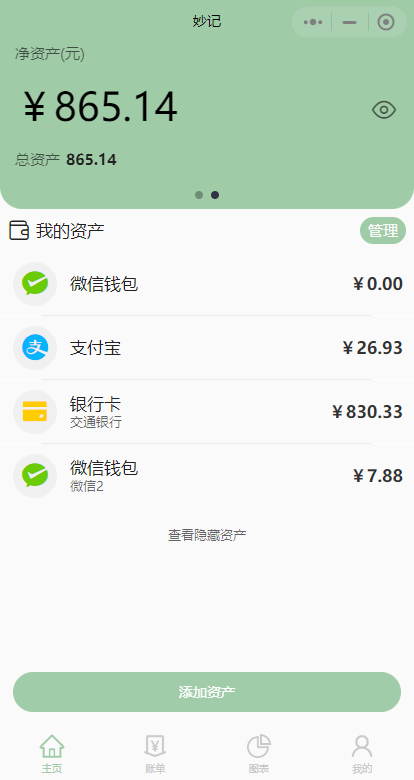 妙记
净资产(元)
￥865.14
总资产 865.14
我的资产 管理
微信钱包 ￥0.00
支付宝 ￥26.93
银行卡
交通银行 ￥830.33
微信钱包
微信2 ￥7.88
查看隐藏资产
添加资产
主页 账单 图表 我的